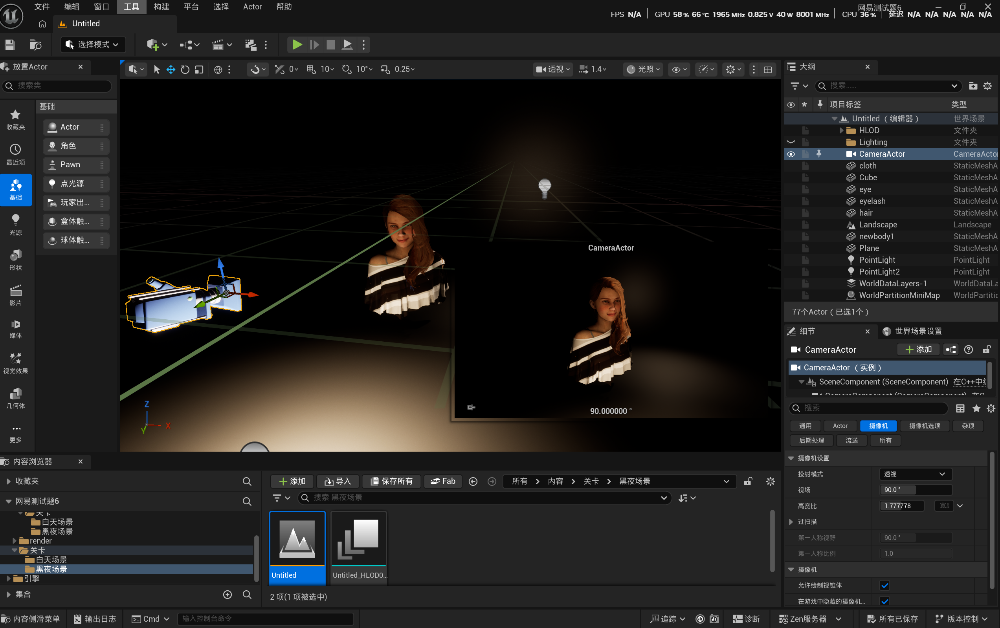 文件 编辑 窗口 工具 构建 平台 选择 Actor 帮助
网易测试题6
FPS N/A GPU 58 % 66 °C 1965 MHz 0.825 V 40 W 8001 MHz CPU 36 % 延迟 N/A N/A N/A N/A N/A
Untitled
选择模式
放置Actor
搜索类
基础
Actor
角色
Pawn
点光源
玩家出...
盒体触...
球体触...
收藏夹
最近项
基础
光源
形状
影片
媒体
视觉效果
几何体
更多
0 10 10° 0.25
透视 1.4 光照
CameraActor
90.000000 °
Z
X
Y
大纲
搜索......
项目标签 类型
Untitled（编辑器） 世界场景
HLOD 文件夹
Lighting 文件夹
CameraActor CameraActo
cloth StaticMeshA
Cube StaticMeshA
eye StaticMeshA
eyelash StaticMeshA
hair StaticMeshA
Landscape Landscape
newbody1 StaticMeshA
Plane StaticMeshA
PointLight PointLight
PointLight2 PointLight
WorldDataLayers-1 WorldDataLa
WorldPartitionMiniMap WorldPartitic
77个Actor（已选1个）
细节 世界场景设置
CameraActor 添加
CameraActor（实例）
SceneComponent (SceneComponent) 在C++中
CameraComponent (CameraComponent) 在C
搜索
通用 Actor 摄像机 摄像机选项 杂项
后期处理 流送 所有
摄像机设置
投射模式 透视
视场 90.0 °
高宽比 1.777778
过扫描
第一人称视野 90.0 °
第一人称比例 1.0
摄像机
允许绘制视锥体
在游戏中隐藏的摄像机...
内容浏览器
收藏夹
网易测试题6
关卡
白天场景
黑夜场景
render
关卡
白天场景
黑夜场景
引擎
集合
添加 导入 保存所有 Fab 所有 内容 关卡 黑夜场景
搜索 黑夜场景
Untitled
Untitled_HLOD0...
2 项(1 项被选中)
内容侧滑菜单 输出日志 Cmd 输入控制台命令 追踪 诊断 Zen服务器 所有已保存 版本控制